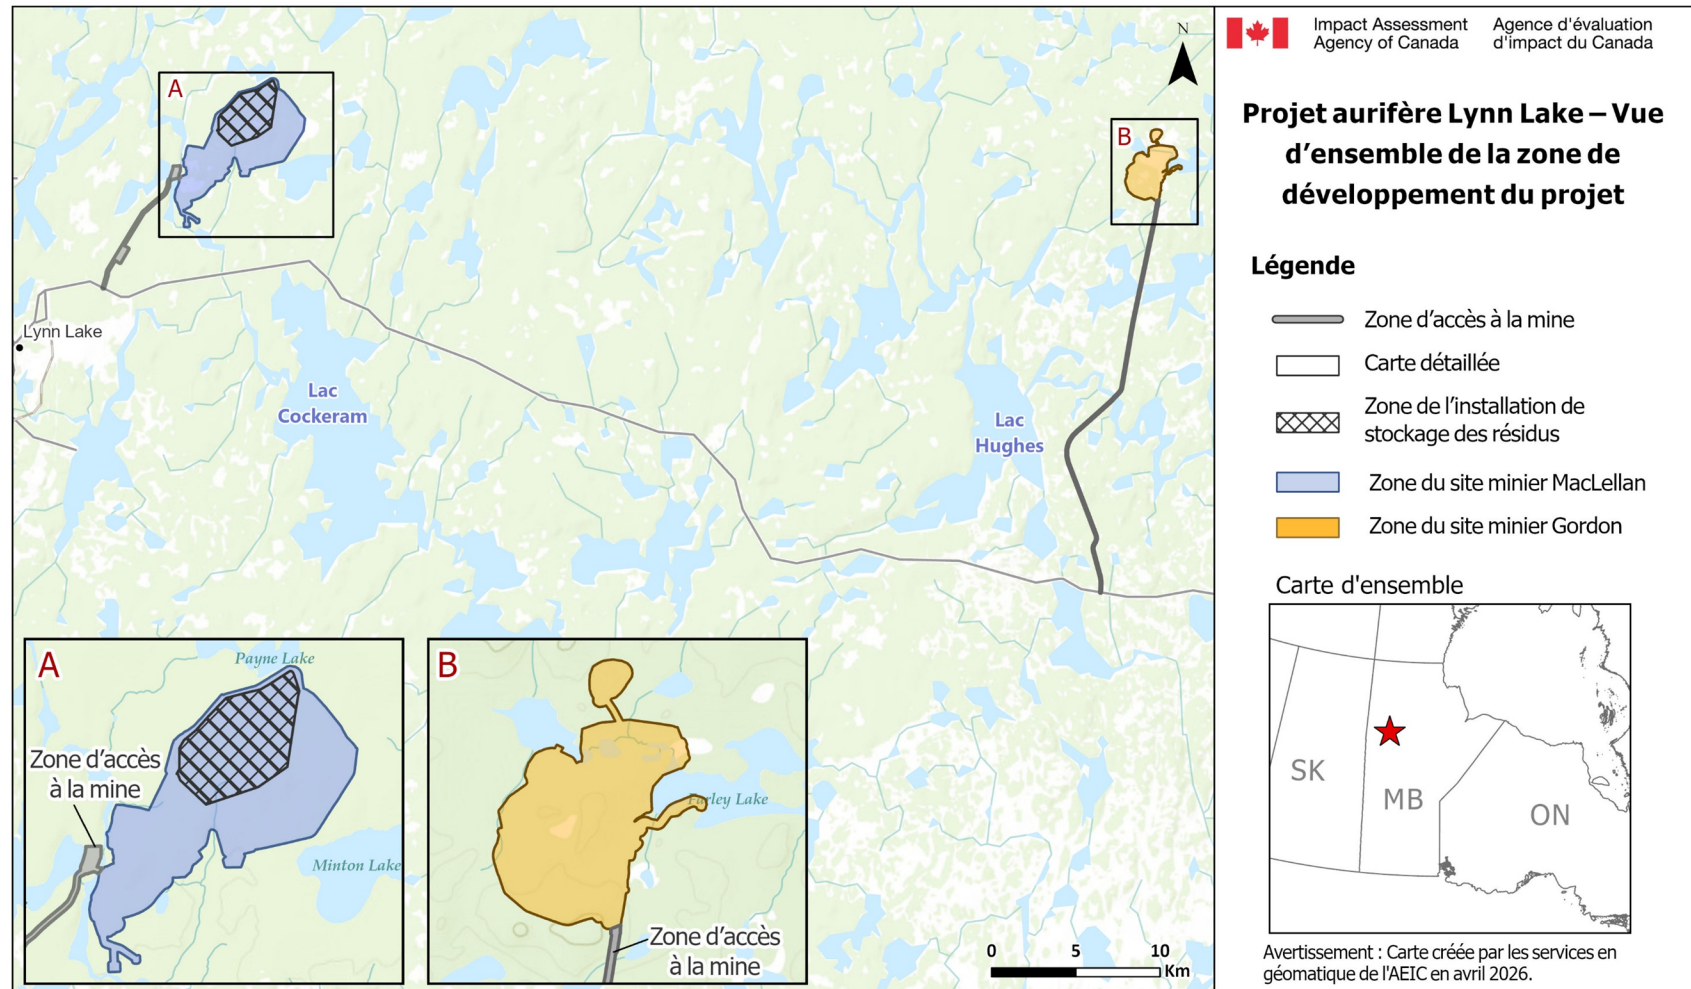 Impact Assessment
Agency of Canada
Agence d'évaluation
d'impact du Canada
Projet aurifère Lynn Lake – Vue
d’ensemble de la zone de
développement du projet
Légende
Zone d’accès à la mine
Carte détaillée
Zone de l’installation de
stockage des résidus
Zone du site minier MacLellan
Zone du site minier Gordon
Carte d'ensemble
SK
MB
ON
Avertissement : Carte créée par les services en
géomatique de l'AEIC en avril 2026.
N
A
B
Lynn Lake
Lac
Cockeram
Lac
Hughes
A
Payne Lake
Zone d’accès
à la mine
Minton Lake
B
Farley Lake
Zone d’accès
à la mine
0 5 10
Km